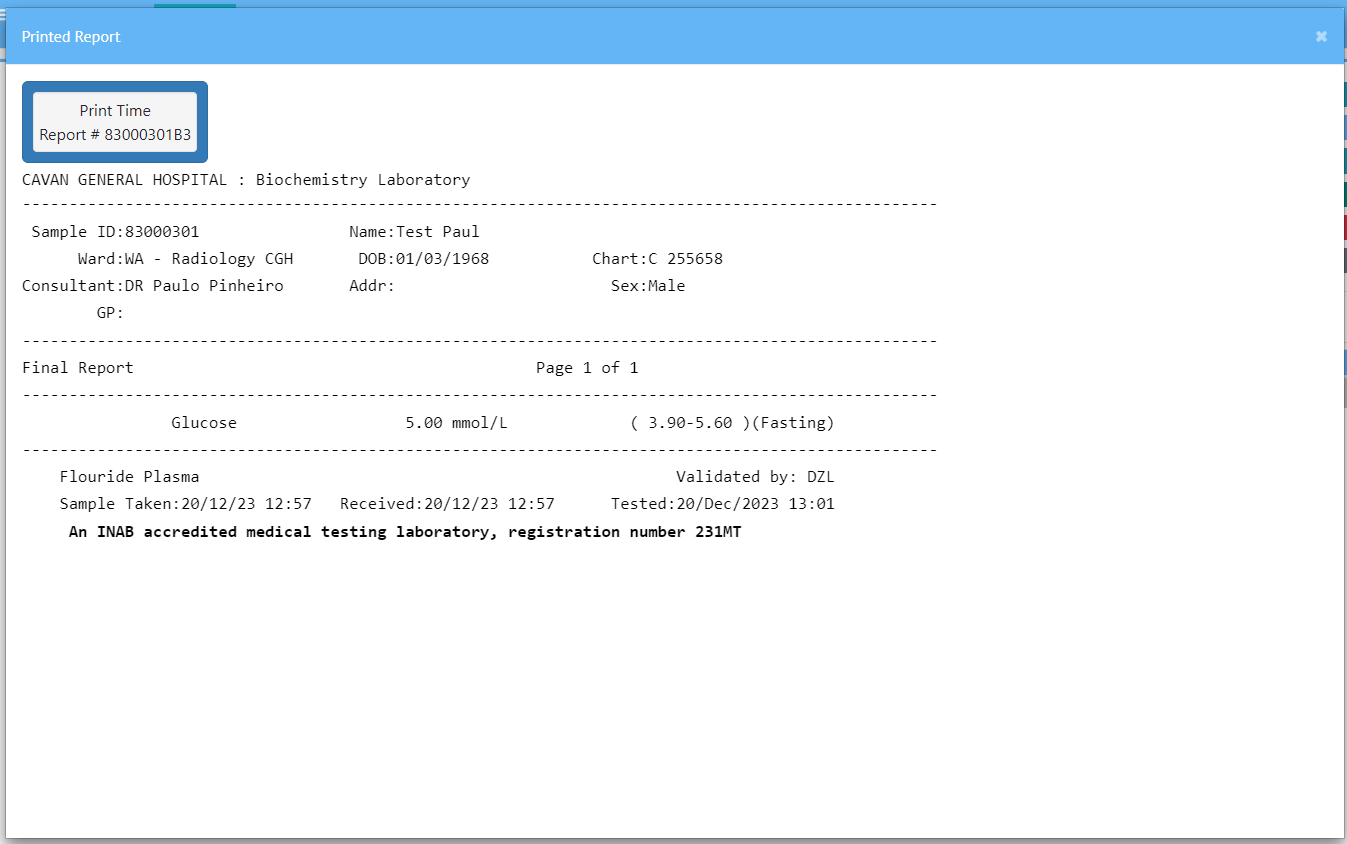 Printed Report
Print Time
Report # 83000301B3
CAVAN GENERAL HOSPITAL : Biochemistry Laboratory
--------------------------------------------------------------------------------------------------
Sample ID:83000301 Name:Test Paul
Ward:WA - Radiology CGH DOB:01/03/1968 Chart:C 255658
Consultant:DR Paulo Pinheiro Addr: Sex:Male
GP:
--------------------------------------------------------------------------------------------------
Final Report Page 1 of 1
--------------------------------------------------------------------------------------------------
Glucose 5.00 mmol/L ( 3.90-5.60 )(Fasting)
--------------------------------------------------------------------------------------------------
Flouride Plasma Validated by: DZL
Sample Taken:20/12/23 12:57 Received:20/12/23 12:57 Tested:20/Dec/2023 13:01
An INAB accredited medical testing laboratory, registration number 231MT